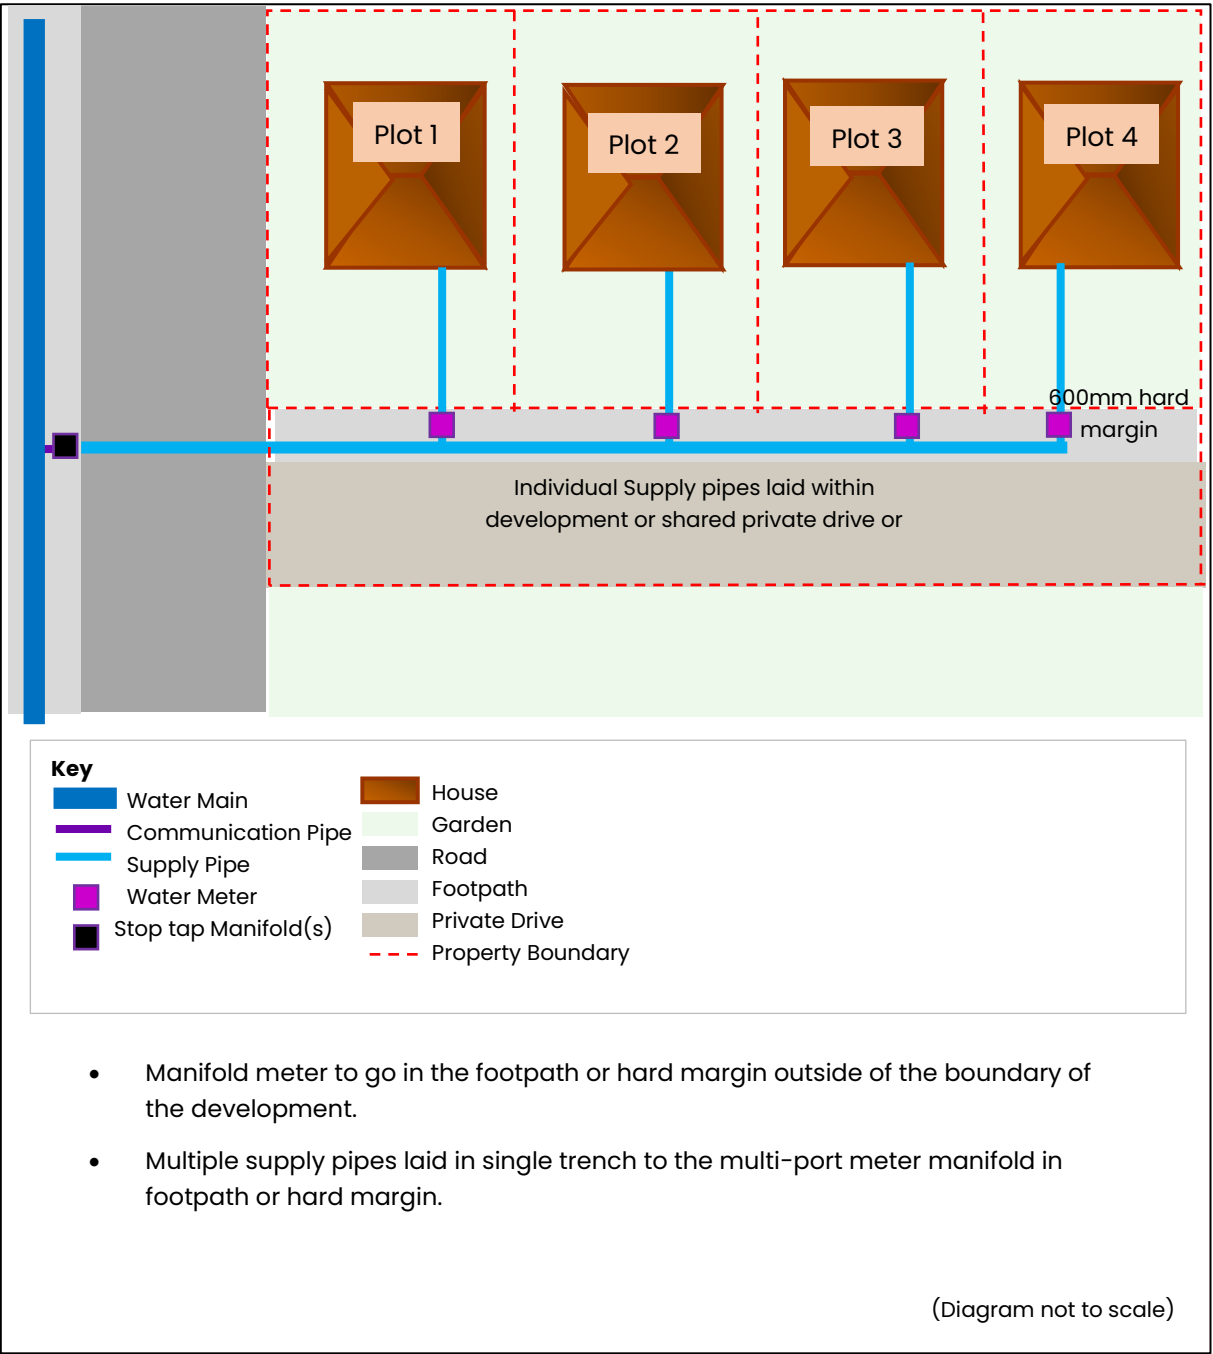 Plot 1
Plot 2
Plot 3
Plot 4
600mm hard
margin
Individual Supply pipes laid within
development or shared private drive or
Key
Water Main
Communication Pipe
Supply Pipe
Water Meter
Stop tap Manifold(s)
House
Garden
Road
Footpath
Private Drive
Property Boundary
• Manifold meter to go in the footpath or hard margin outside of the boundary of
the development.
• Multiple supply pipes laid in single trench to the multi-port meter manifold in
footpath or hard margin.
(Diagram not to scale)